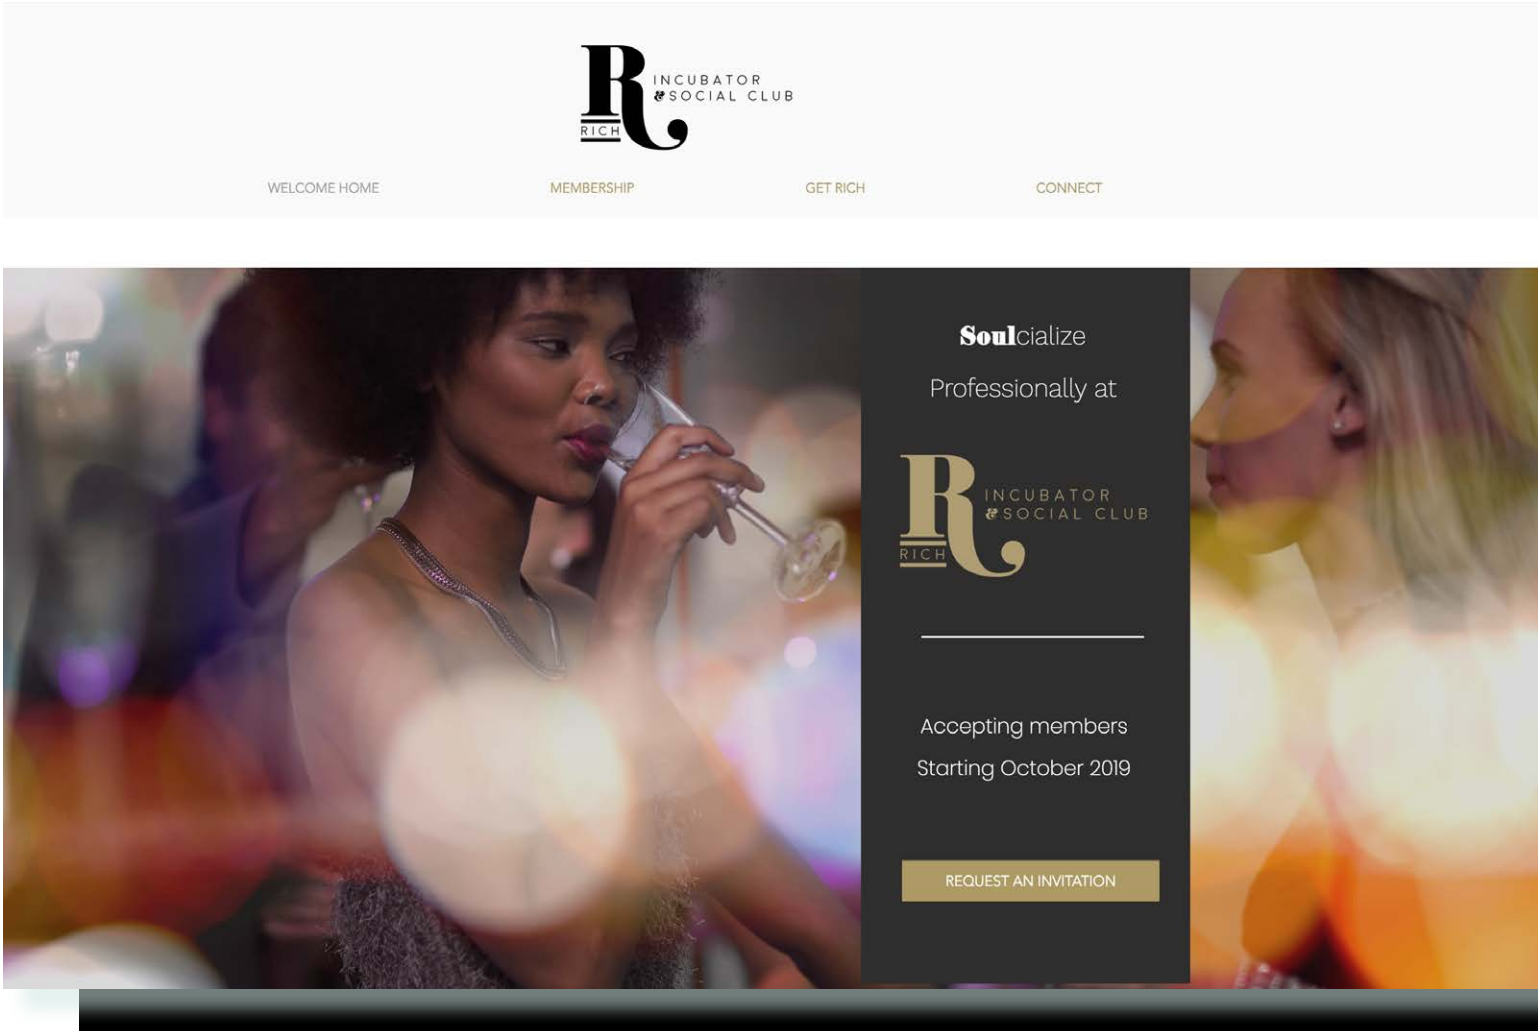 INCUBATOR
& SOCIAL CLUB
RICH
WELCOME HOME
MEMBERSHIP
GET RICH
CONNECT
Soulcialize
Professionally at
INCUBATOR
& SOCIAL CLUB
RICH
Accepting members
Starting October 2019
REQUEST AN INVITATION